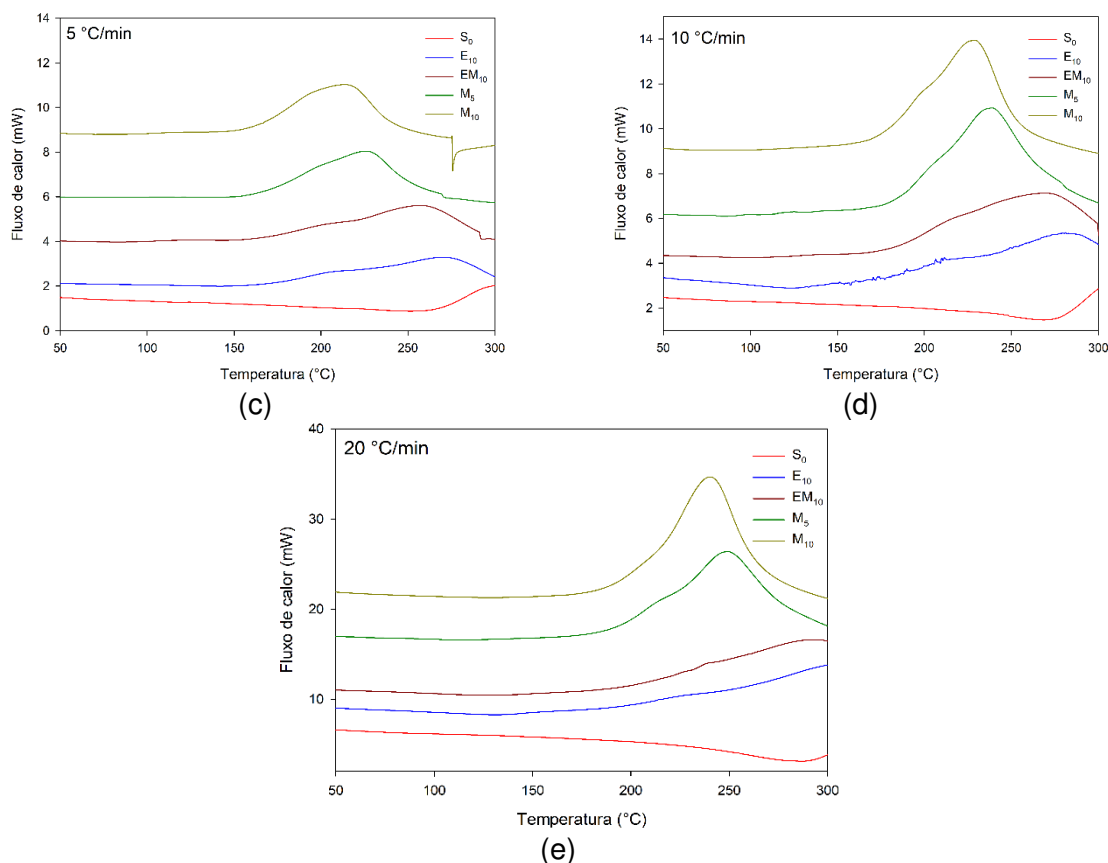 5 °C/min
S₀
E₁₀
EM₁₀
M₅
M₁₀
Fluxo de calor (mW)
14
12
10
8
6
4
2
0
50
100
150
200
250
300
Temperatura (°C)
(c)
10 °C/min
S₀
E₁₀
EM₁₀
M₅
M₁₀
Fluxo de calor (mW)
14
12
10
8
6
4
2
50
100
150
200
250
300
Temperatura (°C)
(d)
20 °C/min
S₀
E₁₀
EM₁₀
M₅
M₁₀
Fluxo de calor (mW)
40
30
20
10
50
100
150
200
250
300
Temperatura (°C)
(e)